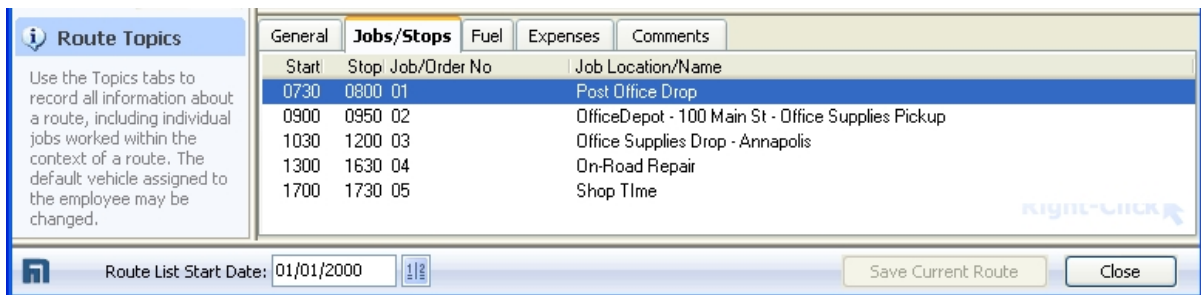 Route Topics
Use the Topics tabs to
record all information about
a route, including individual
jobs worked within the
context of a route. The
default vehicle assigned to
the employee may be
changed.
General Jobs/Stops Fuel Expenses Comments
Start Stop Job/Order No Job Location/Name
0730 0800 01 Post Office Drop
0900 0950 02 OfficeDepot - 100 Main St - Office Supplies Pickup
1030 1200 03 Office Supplies Drop - Annapolis
1300 1630 04 On-Road Repair
1700 1730 05 Shop TIme
Right-Click
Route List Start Date: 01/01/2000 Save Current Route Close